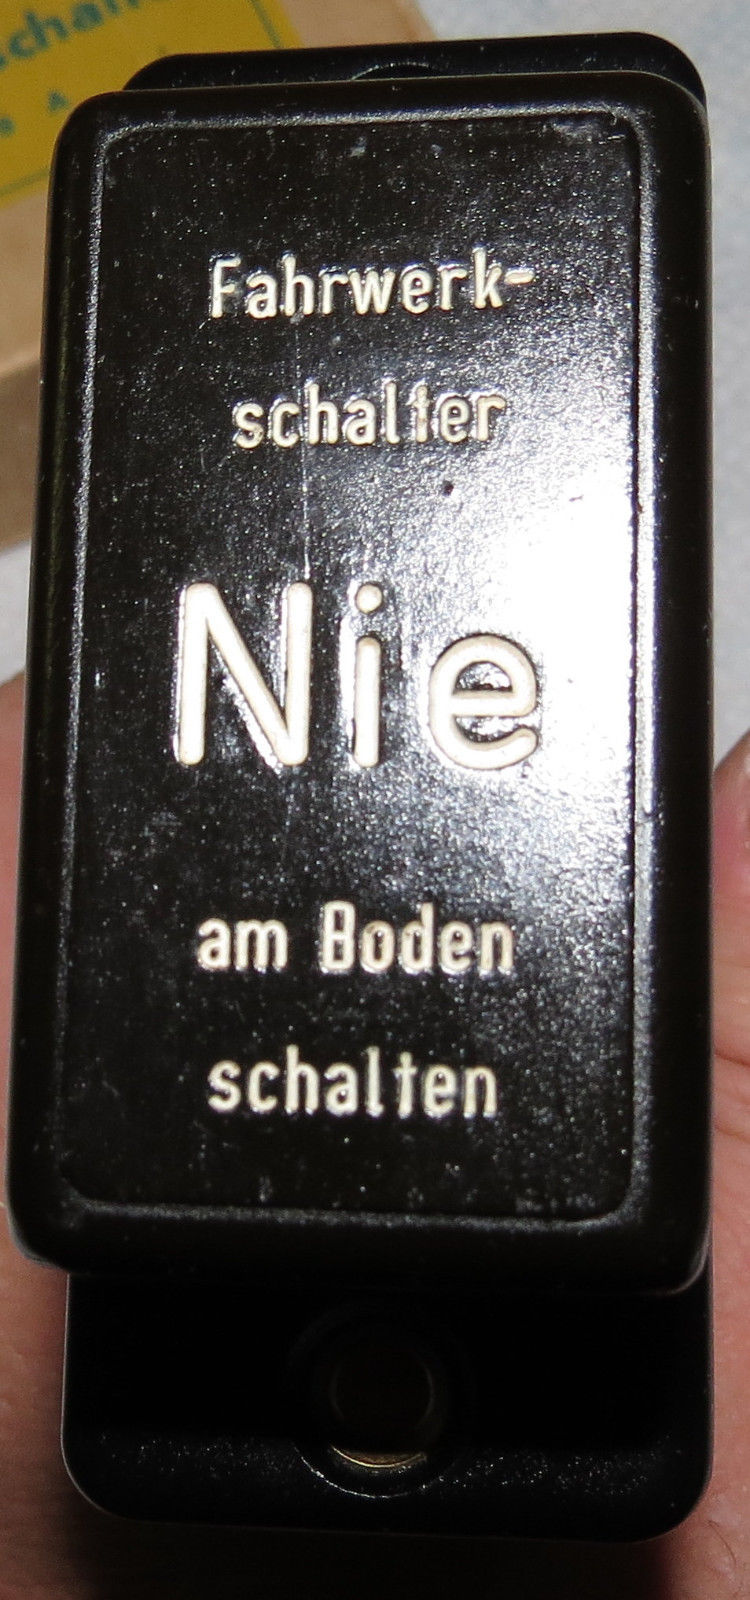 Fahrwerk-
schalter
Nie
am Boden
schalten